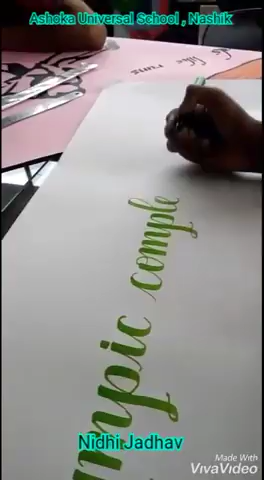 Ashoka Universal School , Nashik
mpic comple
Nidhi Jadhav
Made With
VivaVideo